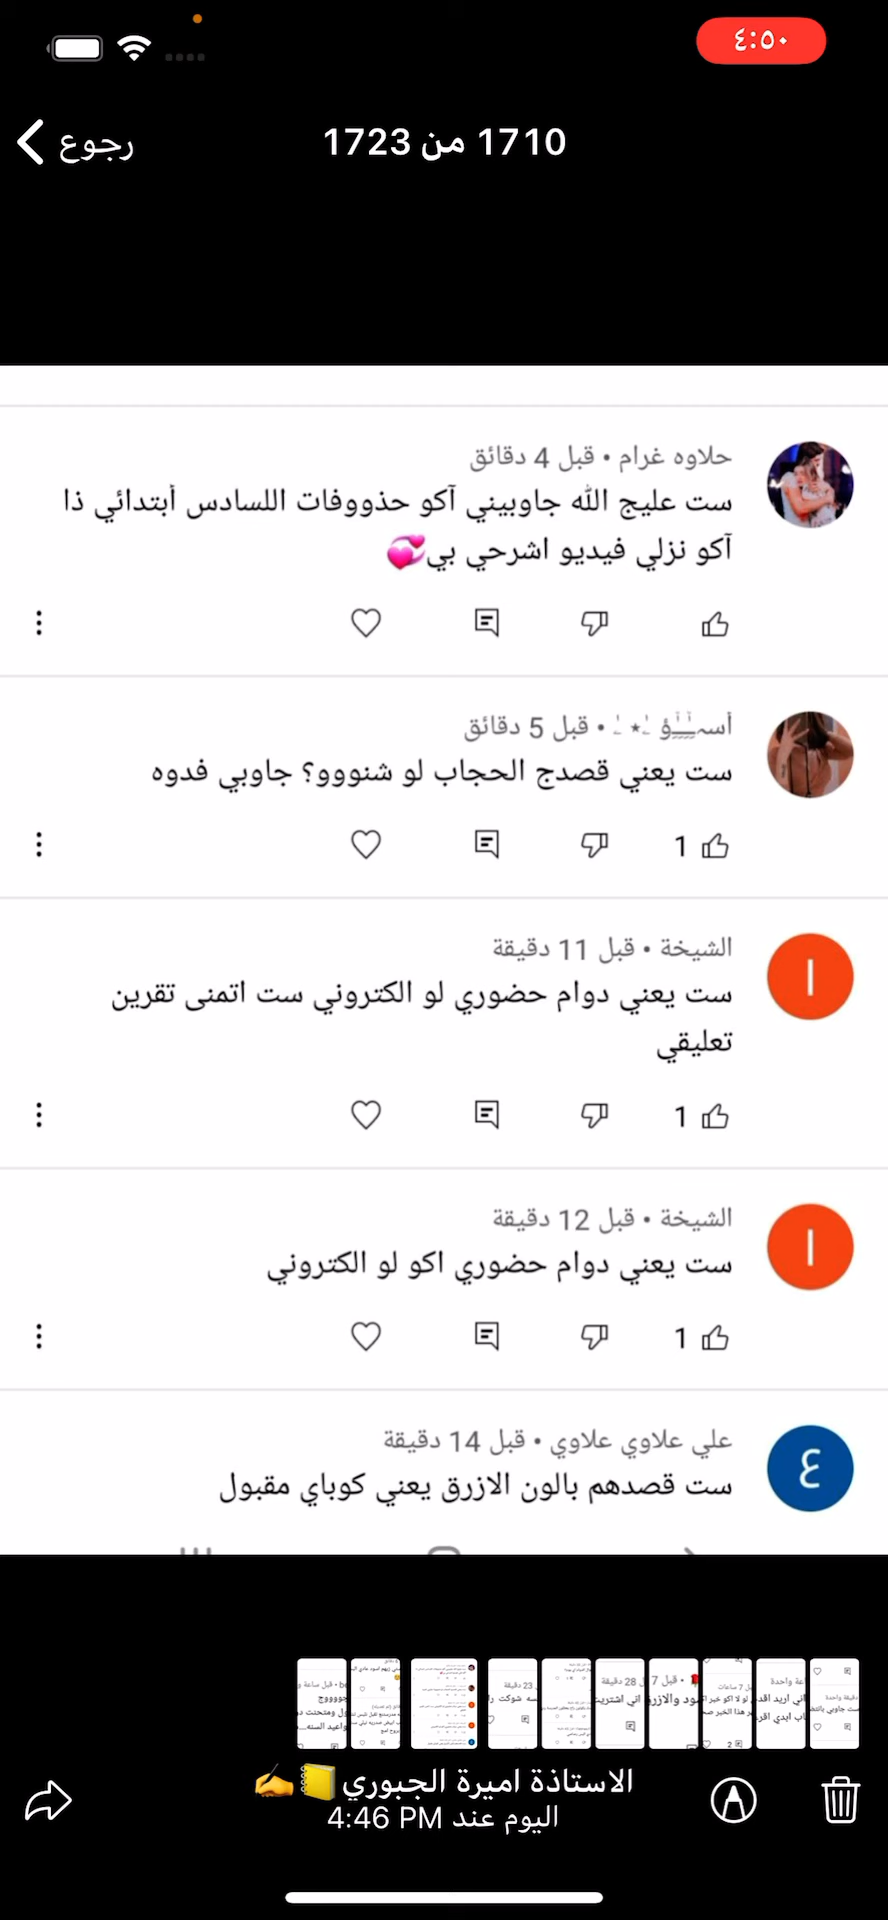 ٤:٥٠
رجوع
1710 من 1723
حلاوه غرام • قبل 4 دقائق
ست عليج الله جاوبيني آكو حذووفات اللسادس أبتدائي ذا
آكو نزلي فيديو اشرحي بي💞
قبل 5 دقائق
ست يعني قصدج الحجاب لو شنووو؟ جاوبي فدوه
1
الشيخة • قبل 11 دقيقة
ست يعني دوام حضوري لو الكتروني ست اتمنى تقرين
تعليقي
1
الشيخة • قبل 12 دقيقة
ست يعني دوام حضوري اكو لو الكتروني
1
علي علاوي علاوي • قبل 14 دقيقة
ست قصدهم بالون الازرق يعني كوباي مقبول
الاستاذة اميرة الجبوري📒✍️
اليوم عند 4:46 PM